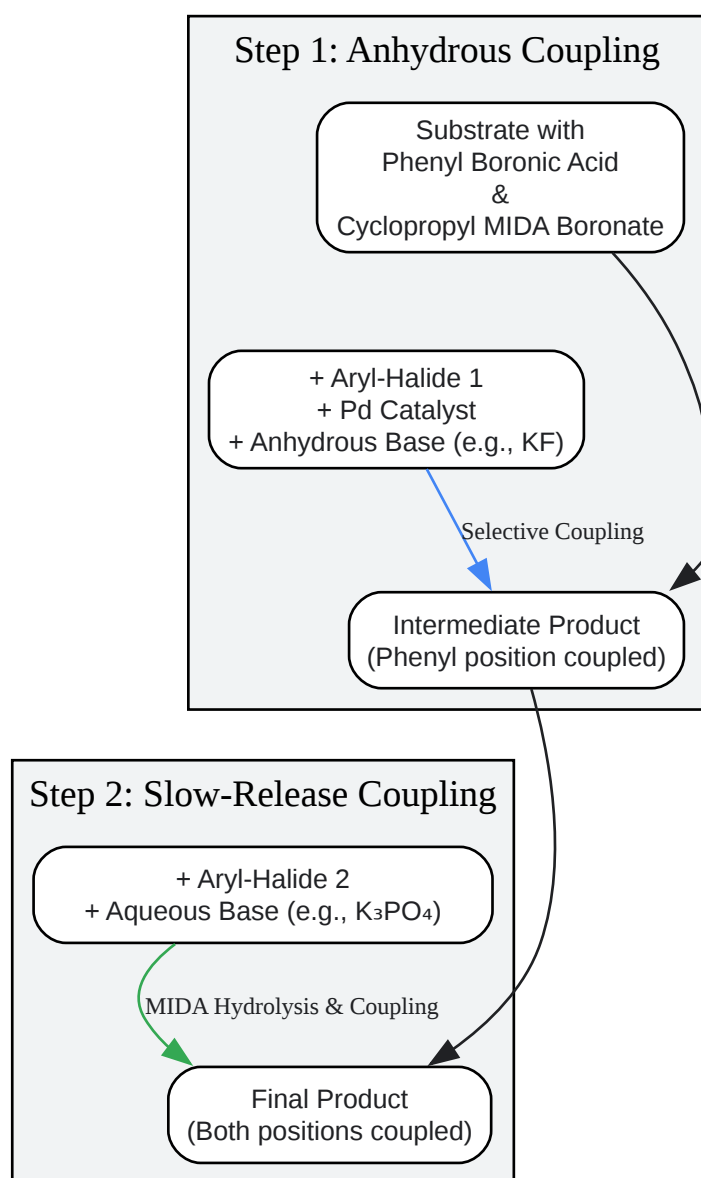 Step 1: Anhydrous Coupling
Substrate with
Phenyl Boronic Acid
&
Cyclopropyl MIDA Boronate
+ Aryl-Halide 1
+ Pd Catalyst
+ Anhydrous Base (e.g., KF)
Selective Coupling
Intermediate Product
(Phenyl position coupled)
Step 2: Slow-Release Coupling
+ Aryl-Halide 2
+ Aqueous Base (e.g., K₃PO₄)
MIDA Hydrolysis & Coupling
Final Product
(Both positions coupled)